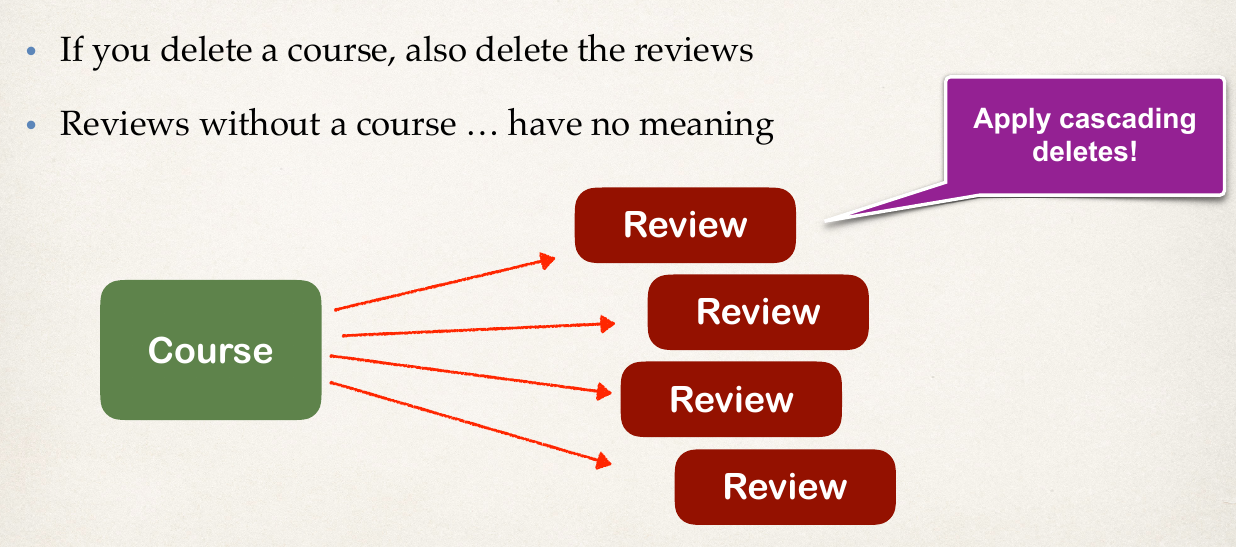 • If you delete a course, also delete the reviews
• Reviews without a course … have no meaning
Apply cascading
deletes!
Review
Review
Course
Review
Review